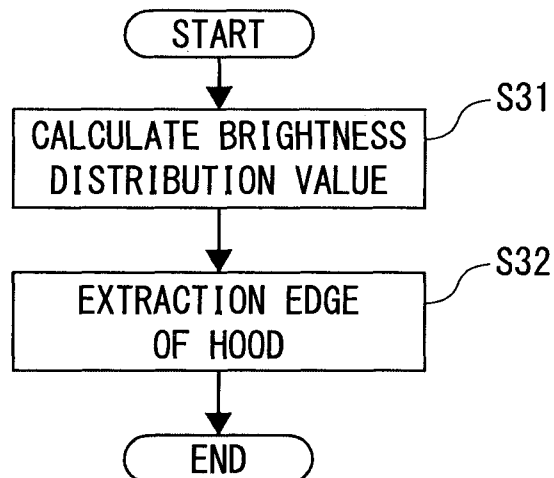 START
CALCULATE BRIGHTNESS
DISTRIBUTION VALUE
S31
EXTRACTION EDGE
OF HOOD
S32
END